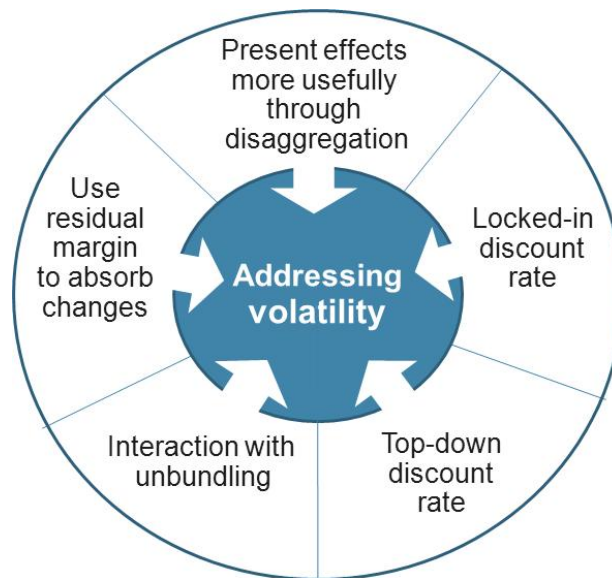 Present effects
more usefully
through
disaggregation
Use
residual
margin
to absorb
changes
Locked-in
discount
rate
Addressing
volatility
Interaction with
unbundling
Top-down
discount
rate